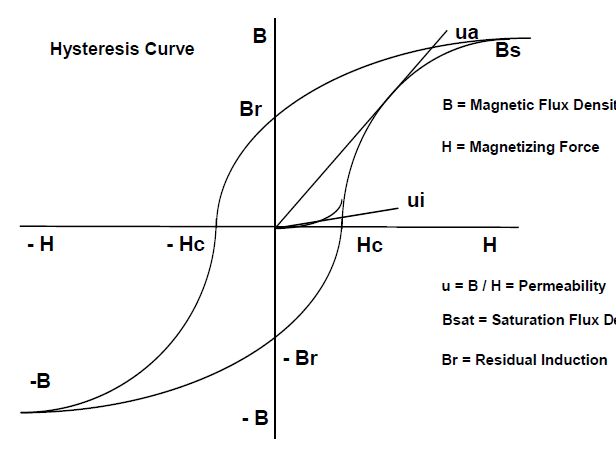 Hysteresis Curve
B
ua
Bs
Br
B = Magnetic Flux Densit
H = Magnetizing Force
ui
- H
- Hc
Hc
H
u = B / H = Permeability
Bsat = Saturation Flux De
- Br
Br = Residual Induction
-B
- B